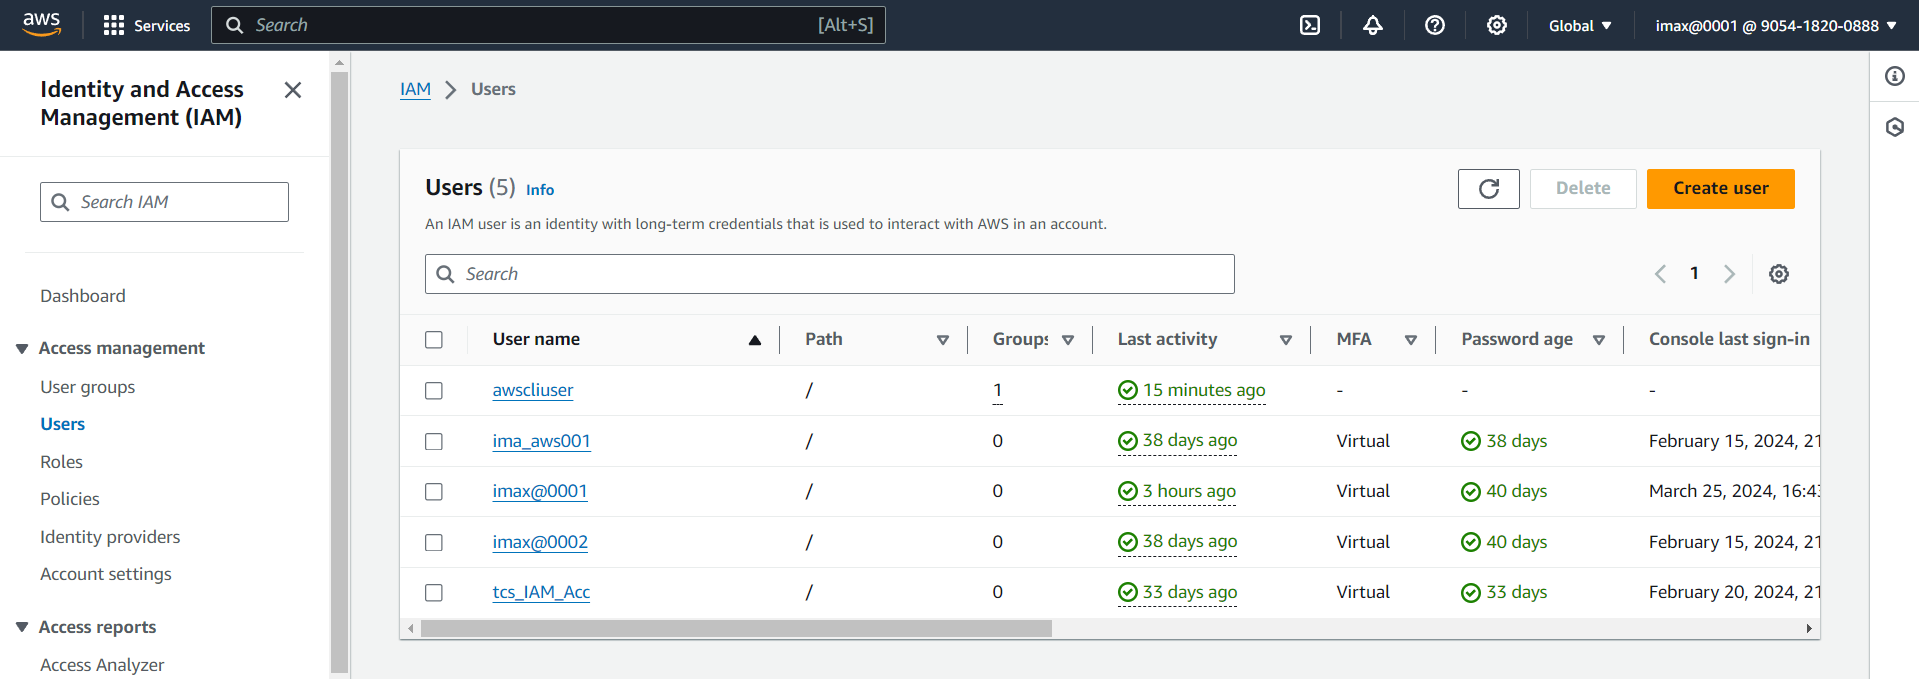 aws
Services
Search [Alt+S]
Global
imax@0001 @ 9054-1820-0888
Identity and Access
Management (IAM)
Search IAM
Dashboard
Access management
User groups
Users
Roles
Policies
Identity providers
Account settings
Access reports
Access Analyzer
IAM > Users
Users (5) Info
Delete
Create user
An IAM user is an identity with long-term credentials that is used to interact with AWS in an account.
Search
1
User name Path Groups Last activity MFA Password age Console last sign-in
awscliuser / 1 15 minutes ago - - -
ima_aws001 / 0 38 days ago Virtual 38 days February 15, 2024, 21
imax@0001 / 0 3 hours ago Virtual 40 days March 25, 2024, 16:43
imax@0002 / 0 38 days ago Virtual 40 days February 15, 2024, 21
tcs_IAM_Acc / 0 33 days ago Virtual 33 days February 20, 2024, 21